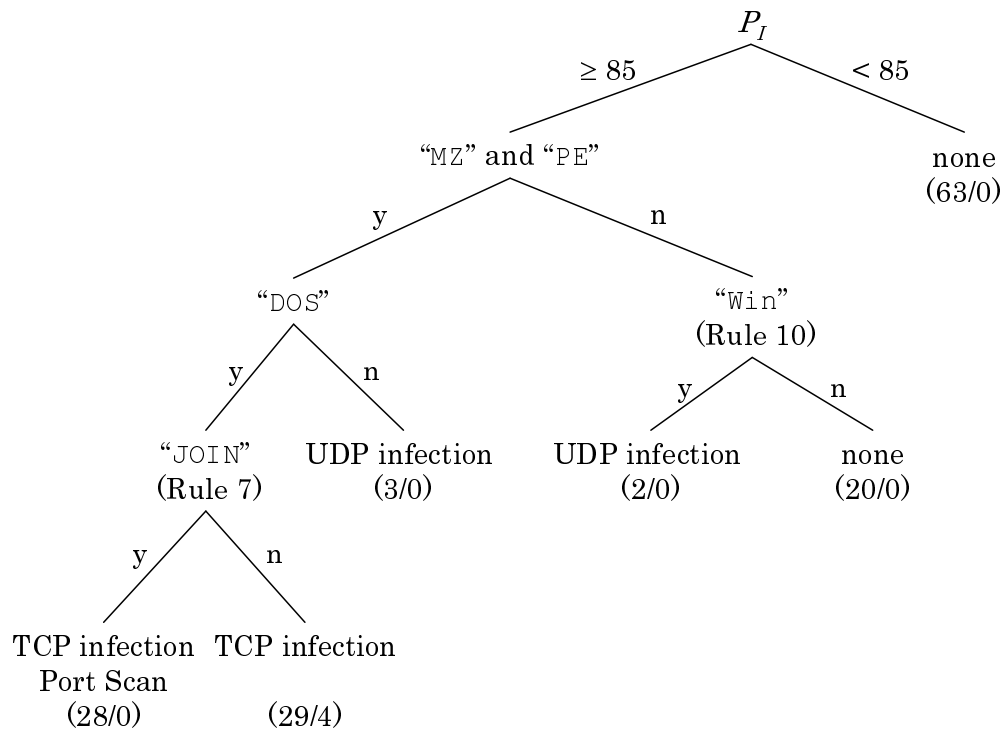 P_I
≥ 85
< 85
“MZ” and “PE”
none
(63/0)
y
n
“DOS”
“Win”
(Rule 10)
y
n
y
n
“JOIN”
(Rule 7)
UDP infection
(3/0)
UDP infection
(2/0)
none
(20/0)
y
n
TCP infection
Port Scan
(28/0)
TCP infection
(29/4)